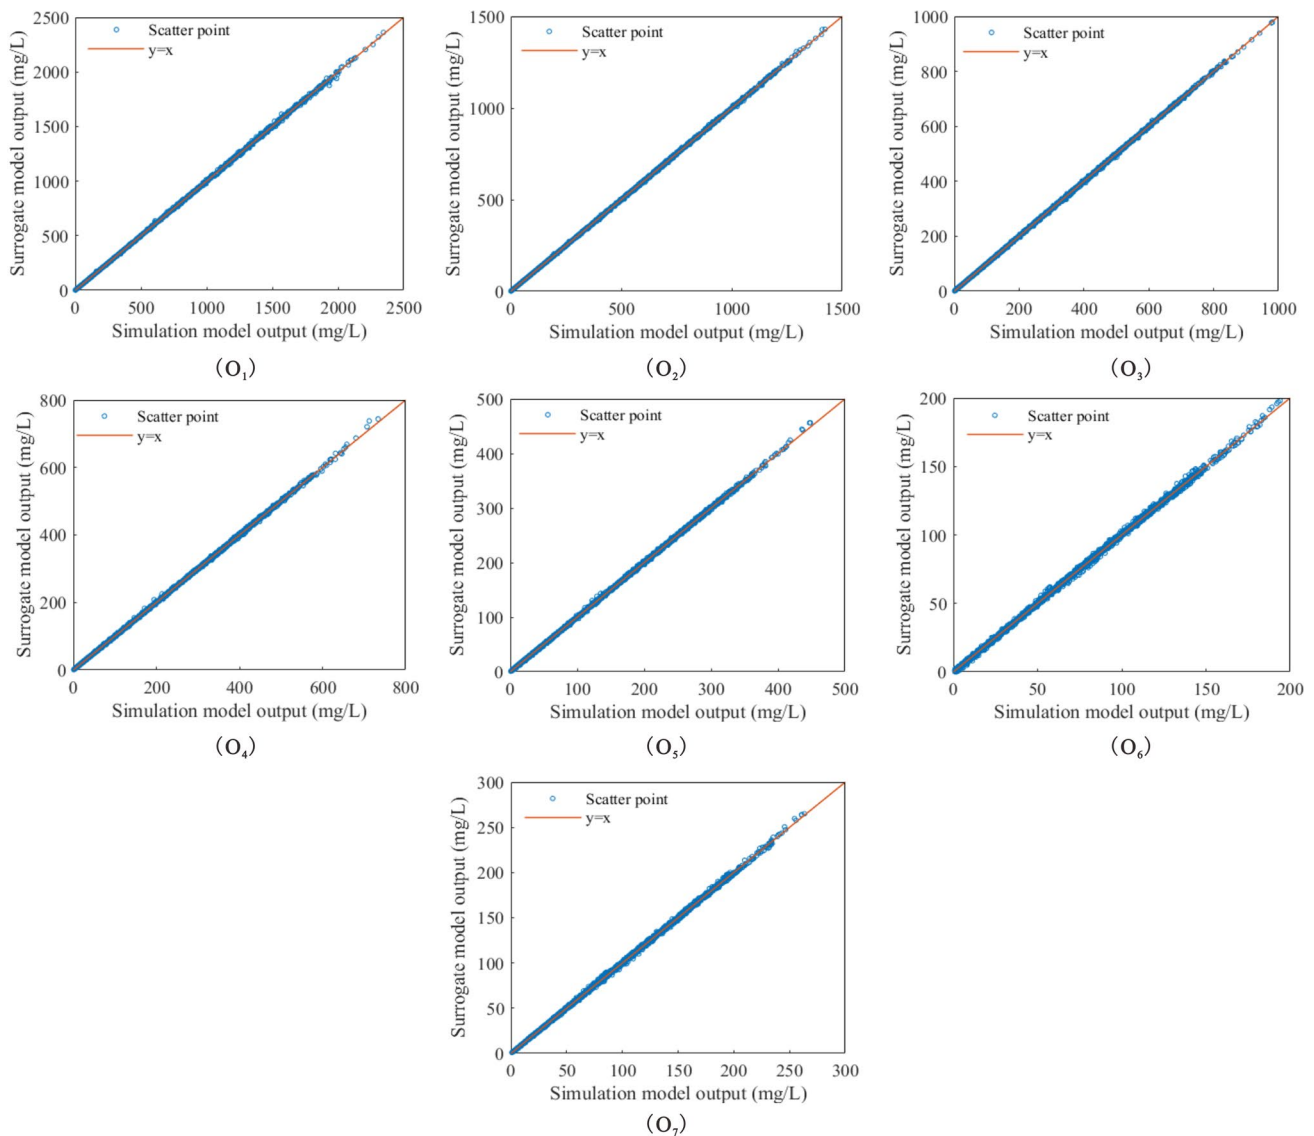 2500
2000
1500
1000
500
0
Surrogate model output (mg/L)
Scatter point
y=x
0 500 1000 1500 2000 2500
Simulation model output (mg/L)
(O₁)
1500
1000
500
0
Surrogate model output (mg/L)
Scatter point
y=x
0 500 1000 1500
Simulation model output (mg/L)
(O₂)
1000
800
600
400
200
0
Surrogate model output (mg/L)
Scatter point
y=x
0 200 400 600 800 1000
Simulation model output (mg/L)
(O₃)
800
600
400
200
0
Surrogate model output (mg/L)
Scatter point
y=x
0 200 400 600 800
Simulation model output (mg/L)
(O₄)
500
400
300
200
100
0
Surrogate model output (mg/L)
Scatter point
y=x
0 100 200 300 400 500
Simulation model output (mg/L)
(O₅)
200
150
100
50
0
Surrogate model output (mg/L)
Scatter point
y=x
0 50 100 150 200
Simulation model output (mg/L)
(O₆)
300
250
200
150
100
50
0
Surrogate model output (mg/L)
Scatter point
y=x
0 50 100 150 200 250 300
Simulation model output (mg/L)
(O₇)